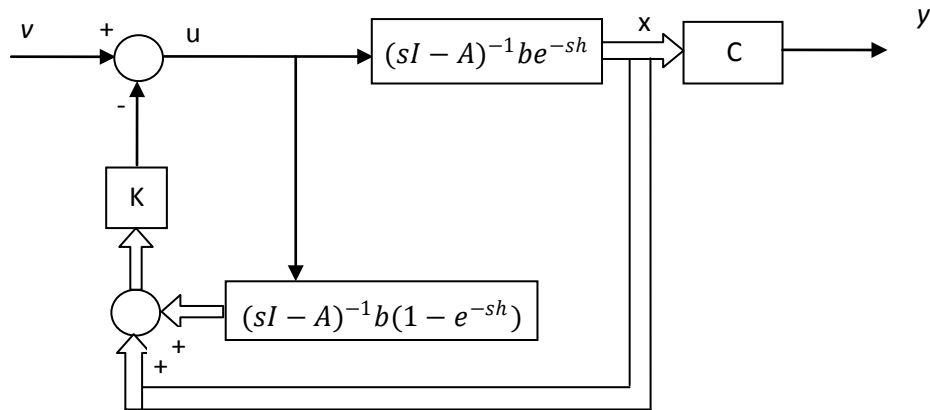 v + u (sI − A)⁻¹be⁻ˢʰ x C y
-
K
(sI − A)⁻¹b(1 − e⁻ˢʰ)
+
+